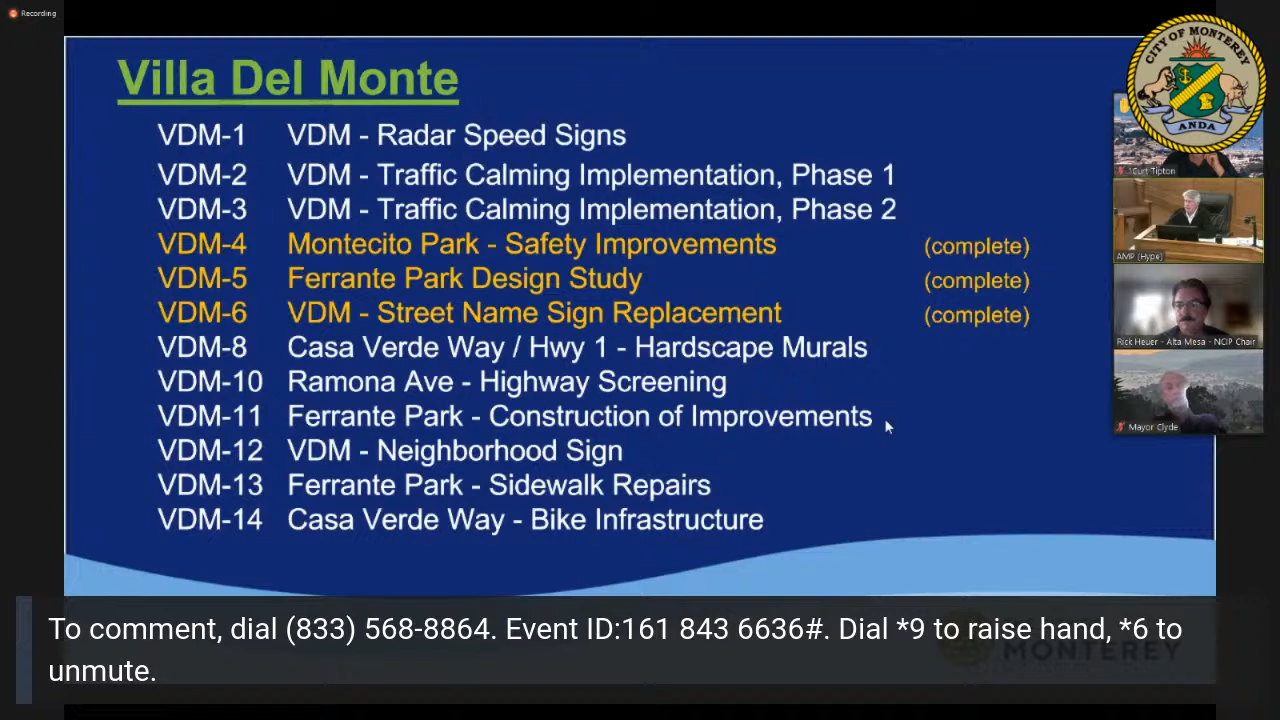 Recording
CITY OF MONTEREY
ANDA
Villa Del Monte
VDM-1 VDM - Radar Speed Signs
VDM-2 VDM - Traffic Calming Implementation, Phase 1
VDM-3 VDM - Traffic Calming Implementation, Phase 2
VDM-4 Montecito Park - Safety Improvements (complete)
VDM-5 Ferrante Park Design Study (complete)
VDM-6 VDM - Street Name Sign Replacement (complete)
VDM-8 Casa Verde Way / Hwy 1 - Hardscape Murals
VDM-10 Ramona Ave - Highway Screening
VDM-11 Ferrante Park - Construction of Improvements
VDM-12 VDM - Neighborhood Sign
VDM-13 Ferrante Park - Sidewalk Repairs
VDM-14 Casa Verde Way - Bike Infrastructure
Curt Tipton
AMP (Hype)
Rick Heuer - Alta Mesa - NCIP Chair
Mayor Clyde
To comment, dial (833) 568-8864. Event ID:161 843 6636#. Dial *9 to raise hand, *6 to
unmute.
MONTEREY